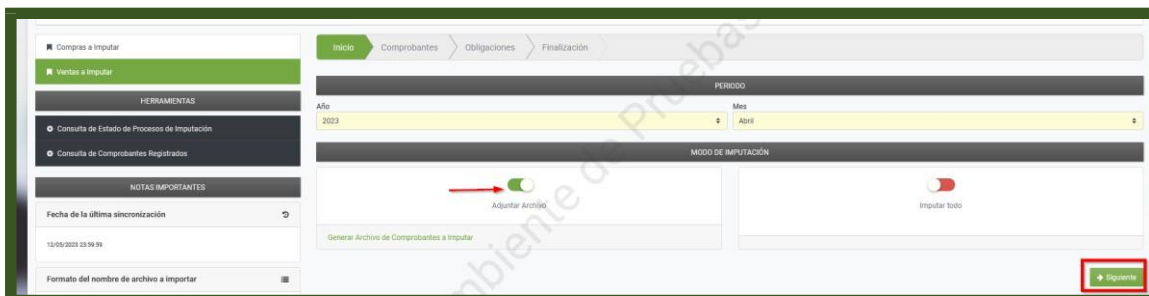 Compras a Imputar
Ventas a Imputar
HERRAMIENTAS
Consulta de Estado de Procesos de Imputación
Consulta de Comprobantes Registrados
NOTAS IMPORTANTES
Fecha de la última sincronización
12/05/2023 23:59:59
Formato del nombre de archivo a importar
Inicio Comprobantes Obligaciones Finalización
PERIODO
Año Mes
2023 Abril
MODO DE IMPUTACIÓN
Adjuntar Archivo Imputar todo
Generar Archivo de Comprobantes a Imputar
Siguiente
mbiente de Pruebas